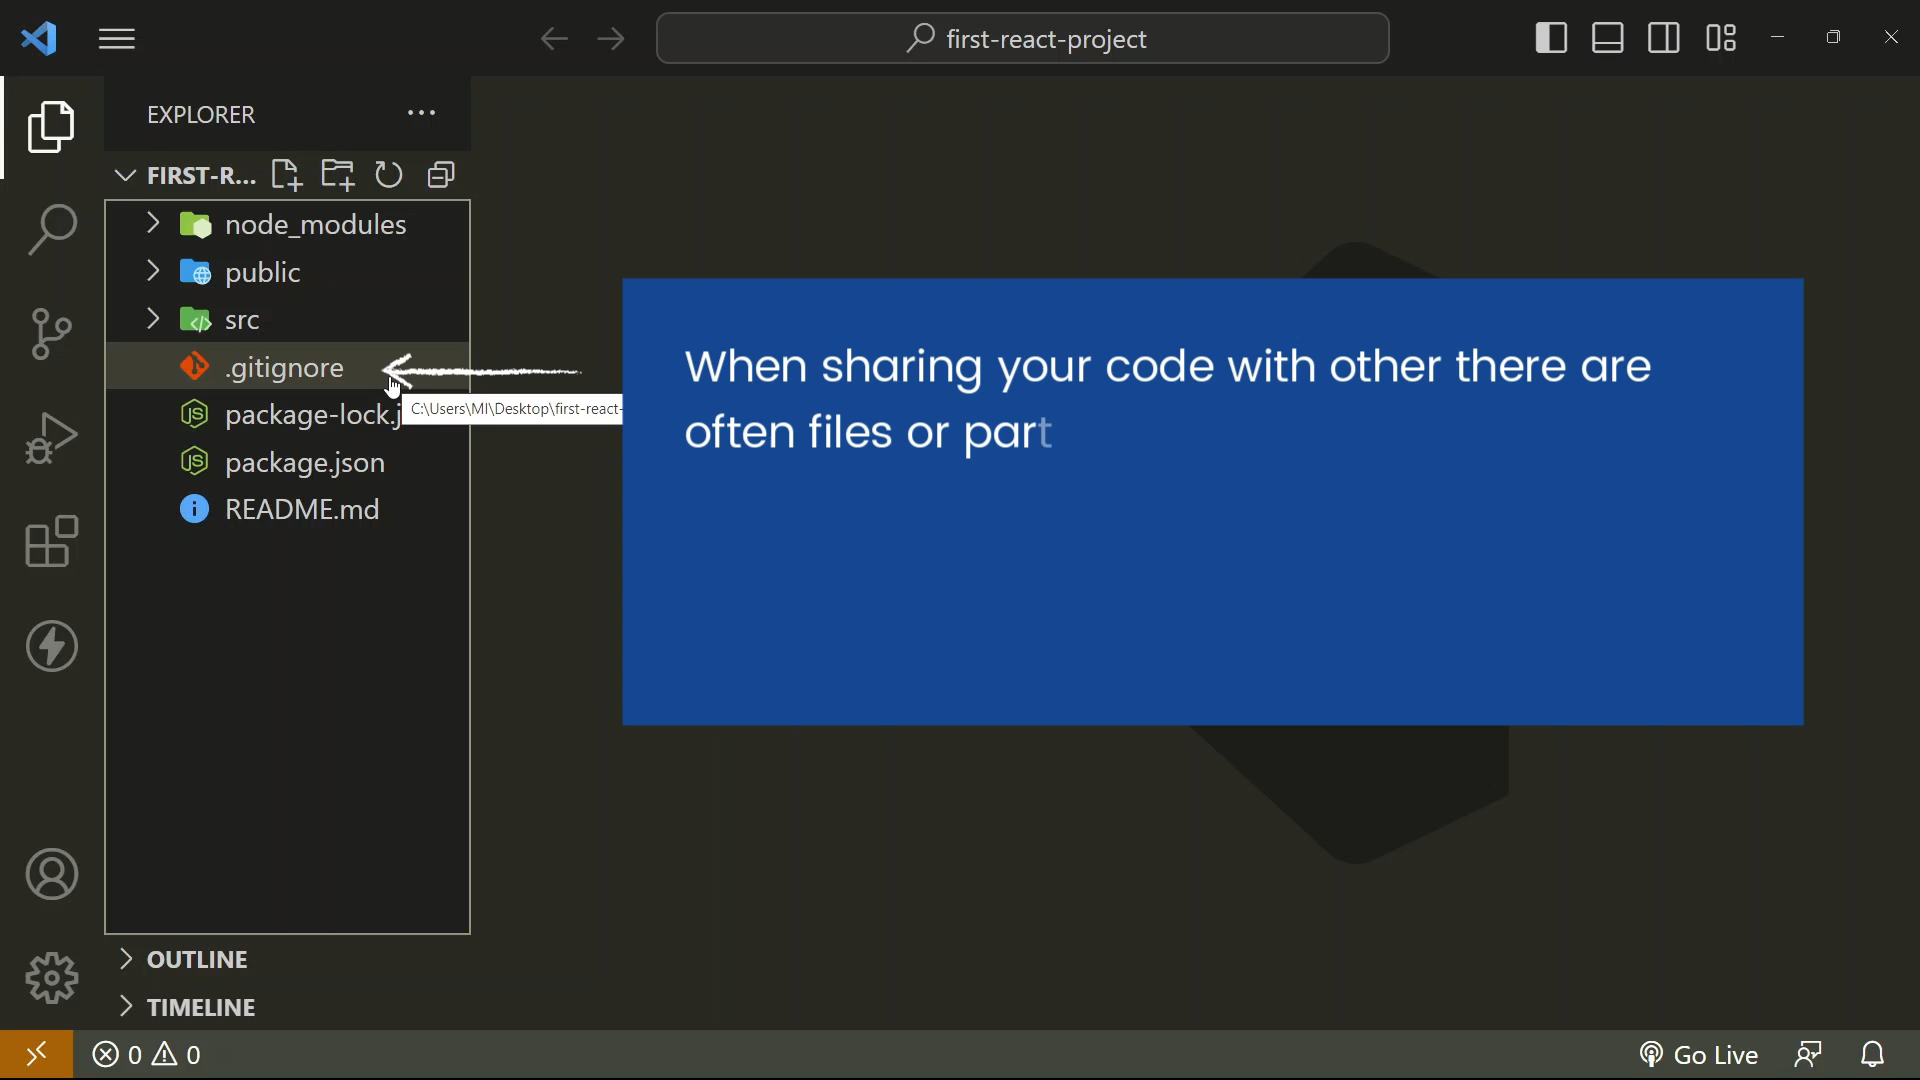 first-react-project
EXPLORER
FIRST-R...
node_modules
public
src
.gitignore
C:\Users\MI\Desktop\first-react-
package-lock.j
package.json
README.md
When sharing your code with other there are
often files or part
OUTLINE
TIMELINE
0 0
Go Live